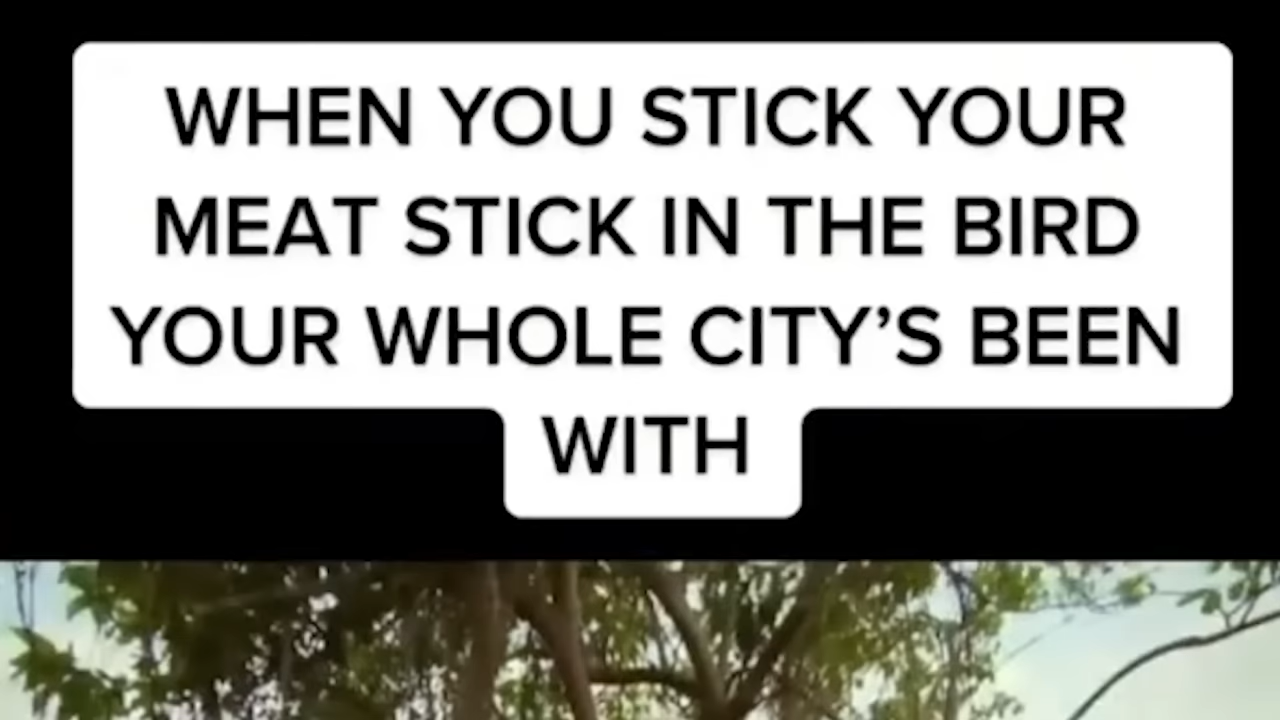 WHEN YOU STICK YOUR
MEAT STICK IN THE BIRD
YOUR WHOLE CITY’S BEEN
WITH